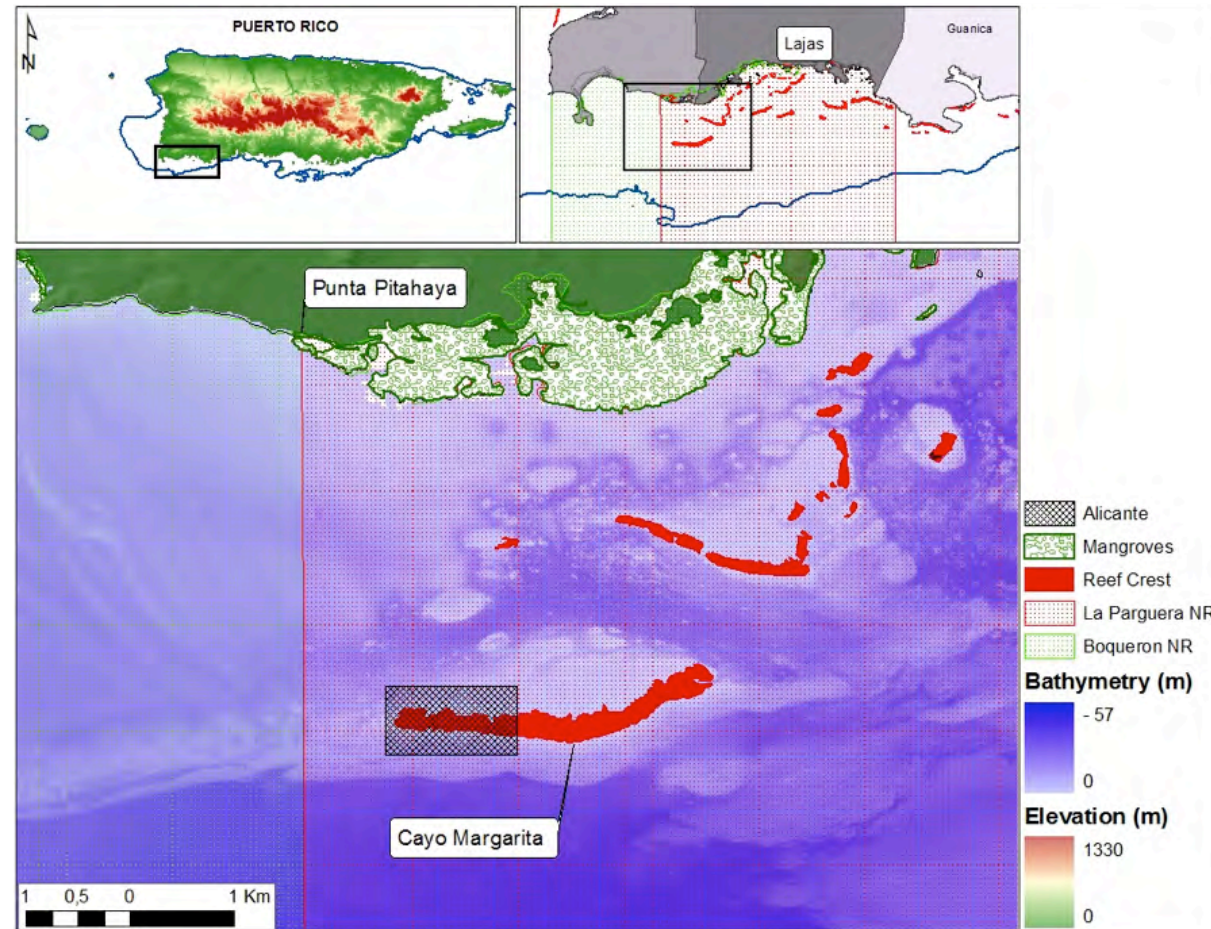 N
PUERTO RICO
Lajas
Guanica
Punta Pitahaya
Cayo Margarita
1 0,5 0 1 Km
Alicante
Mangroves
Reef Crest
La Parguera NR
Boqueron NR
Bathymetry (m)
- 57
0
Elevation (m)
1330
0